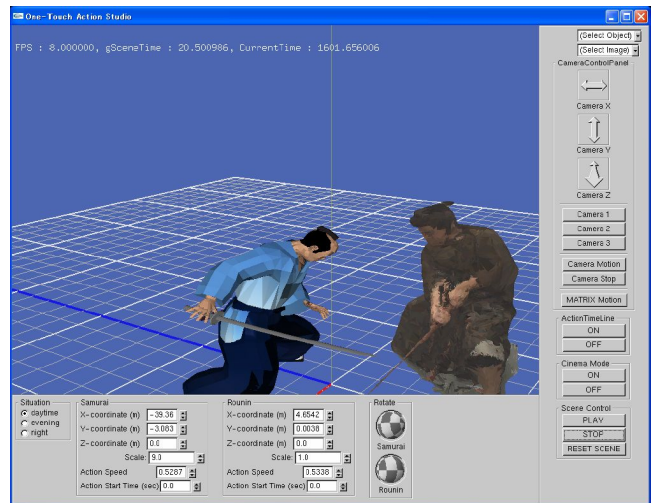 One-Touch Action Studio
FPS : 8.000000, gSceneTime : 20.500986, CurrentTime : 1601.656006
(Select Object)
(Select Image)
CameraControlPanel
Camera X
Camera Y
Camera Z
Camera 1
Camera 2
Camera 3
Camera Motion
Camera Stop
MATRIX Motion
ActionTimeLine
ON
OFF
Cinema Mode
ON
OFF
Scene Control
PLAY
STOP
RESET SCENE
Situation
daytime
evening
night
Samurai
X-coordinate (m) -39.36
Y-coordinate (m) -3.083
Z-coordinate (m) 0.0
Scale: 9.0
Action Speed 0.5287
Action Start Time (sec) 0.0
Rounin
X-coordinate (m) 4.6542
Y-coordinate (m) 0.0038
Z-coordinate (m) 0.0
Scale: 1.0
Action Speed 0.5338
Action Start Time (sec) 0.0
Rotate
Samurai
Rounin